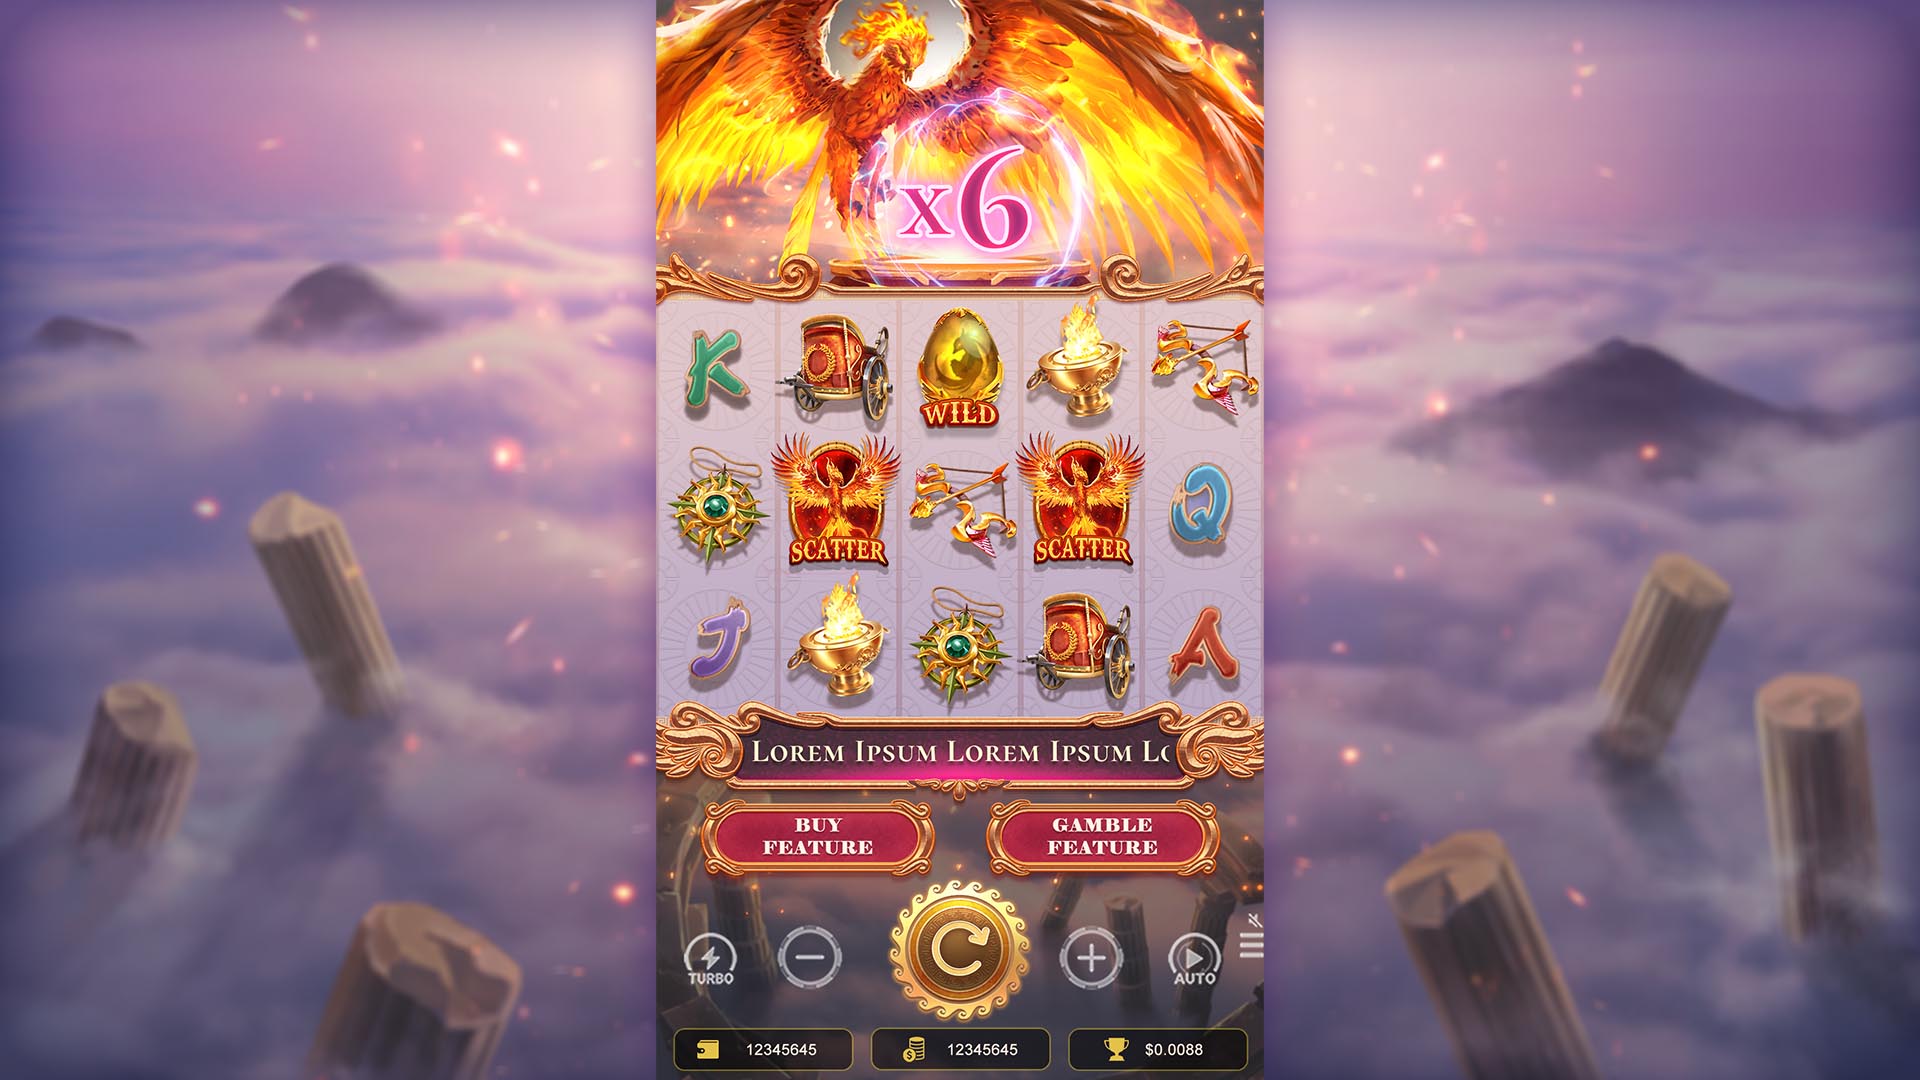 x6
K
WILD
SCATTER
SCATTER
Q
J
A
LOREM IPSUM LOREM IPSUM LO
BUY
FEATURE
GAMBLE
FEATURE
TURBO
AUTO
12345645
12345645
$0.0088